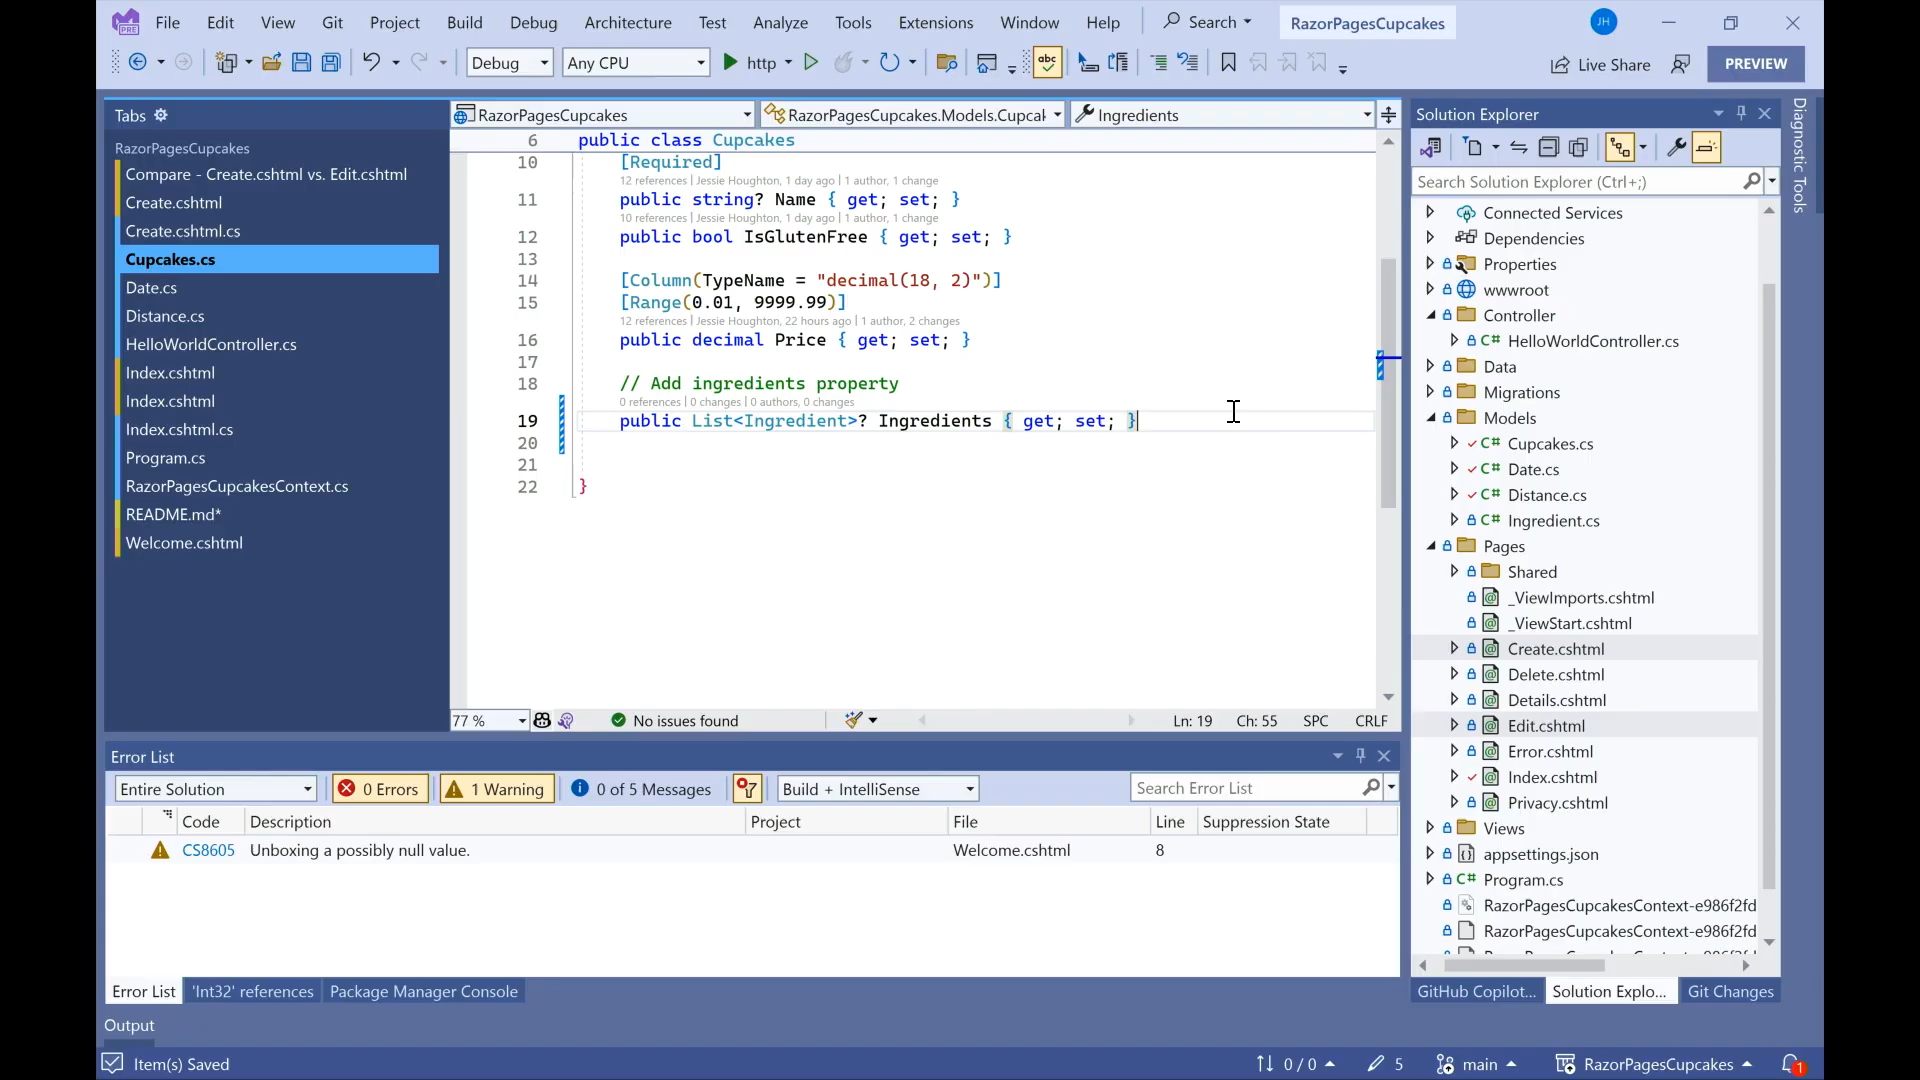 File Edit View Git Project Build Debug Architecture Test Analyze Tools Extensions Window Help Search RazorPagesCupcakes JH
PRE
Debug Any CPU http abc Live Share PREVIEW
Tabs
RazorPagesCupcakes
Compare - Create.cshtml vs. Edit.cshtml
Create.cshtml
Create.cshtml.cs
Cupcakes.cs
Date.cs
Distance.cs
HelloWorldController.cs
Index.cshtml
Index.cshtml
Index.cshtml.cs
Program.cs
RazorPagesCupcakesContext.cs
README.md*
Welcome.cshtml
RazorPagesCupcakes RazorPagesCupcakes.Models.Cupcal Ingredients
6 public class Cupcakes
10 [Required]
12 references | Jessie Houghton, 1 day ago | 1 author, 1 change
11 public string? Name { get; set; }
10 references | Jessie Houghton, 1 day ago | 1 author, 1 change
12 public bool IsGlutenFree { get; set; }
13
14 [Column(TypeName = "decimal(18, 2)")]
15 [Range(0.01, 9999.99)]
12 references | Jessie Houghton, 22 hours ago | 1 author, 2 changes
16 public decimal Price { get; set; }
17
18 // Add ingredients property
0 references | 0 changes | 0 authors, 0 changes
19 public List<Ingredient>? Ingredients { get; set; }
20
21
22 }
77 % No issues found Ln: 19 Ch: 55 SPC CRLF
Solution Explorer
Search Solution Explorer (Ctrl+;)
Connected Services
Dependencies
Properties
wwwroot
Controller
C# HelloWorldController.cs
Data
Migrations
Models
C# Cupcakes.cs
C# Date.cs
C# Distance.cs
C# Ingredient.cs
Pages
Shared
_ViewImports.cshtml
_ViewStart.cshtml
Create.cshtml
Delete.cshtml
Details.cshtml
Edit.cshtml
Error.cshtml
Index.cshtml
Privacy.cshtml
Views
appsettings.json
C# Program.cs
RazorPagesCupcakesContext-e986f2fd
RazorPagesCupcakesContext-e986f2fd
GitHub Copilot... Solution Explo... Git Changes
Diagnostic Tools
Error List
Entire Solution 0 Errors 1 Warning 0 of 5 Messages Build + IntelliSense Search Error List
Code Description Project File Line Suppression State
CS8605 Unboxing a possibly null value. Welcome.cshtml 8
Error List 'Int32' references Package Manager Console
Output
Item(s) Saved 0 / 0 5 main RazorPagesCupcakes 1